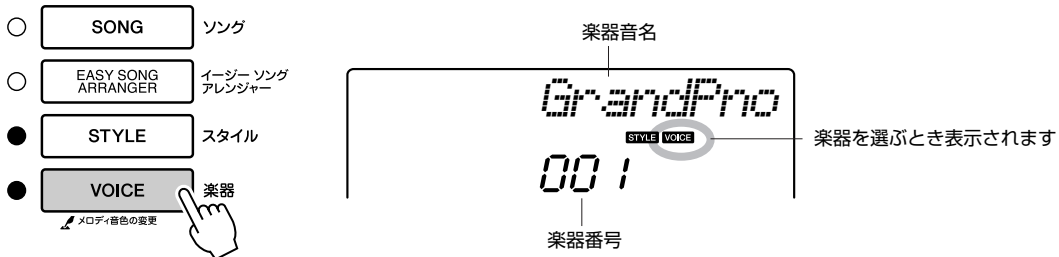 SONG ソング
EASY SONG
ARRANGER
イージー ソング
アレンジャー
STYLE スタイル
VOICE 楽器
メロディ音色の変更
楽器音名
GrandPno
STYLE VOICE
楽器を選ぶとき表示されます
001
楽器番号